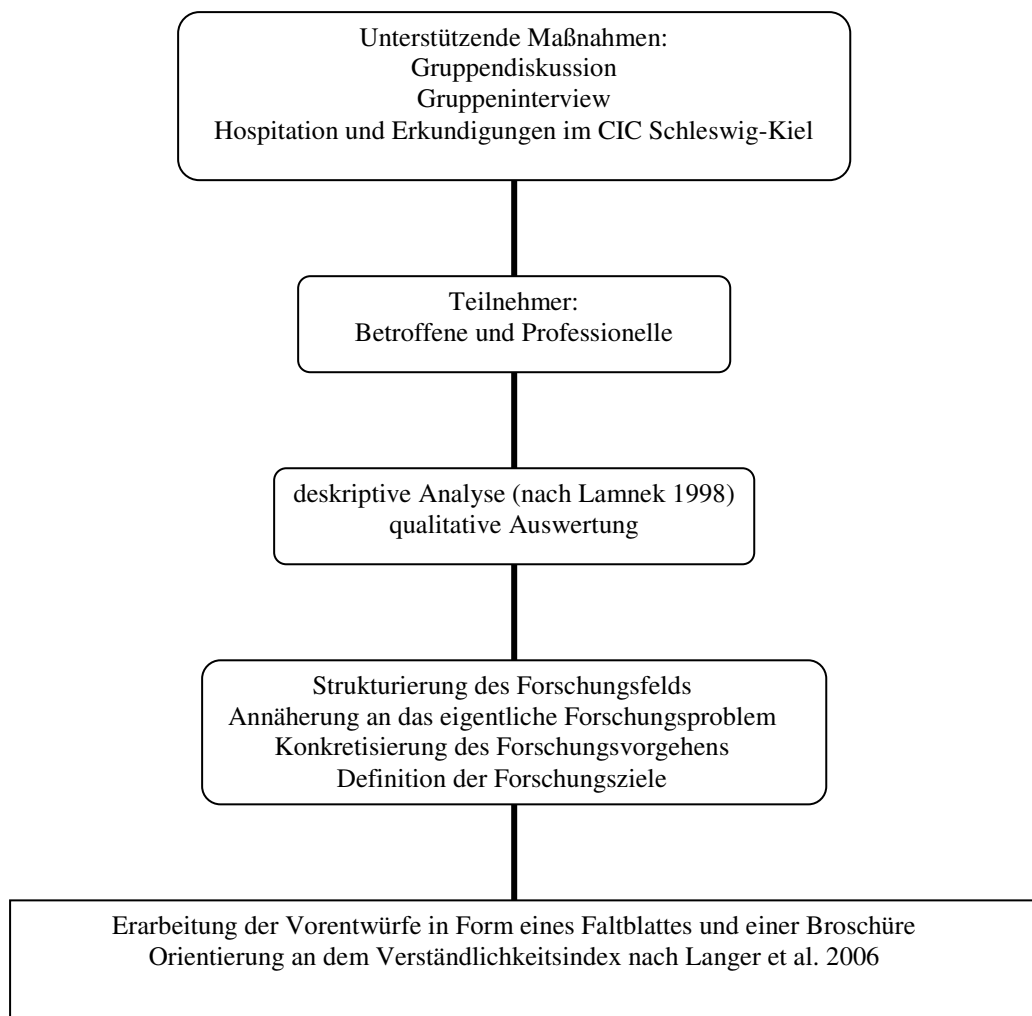 Unterstützende Maßnahmen:
Gruppendiskussion
Gruppeninterview
Hospitation und Erkundigungen im CIC Schleswig-Kiel
Teilnehmer:
Betroffene und Professionelle
deskriptive Analyse (nach Lamnek 1998)
qualitative Auswertung
Strukturierung des Forschungsfelds
Annäherung an das eigentliche Forschungsproblem
Konkretisierung des Forschungsvorgehens
Definition der Forschungsziele
Erarbeitung der Vorentwürfe in Form eines Faltblattes und einer Broschüre
Orientierung an dem Verständlichkeitsindex nach Langer et al. 2006